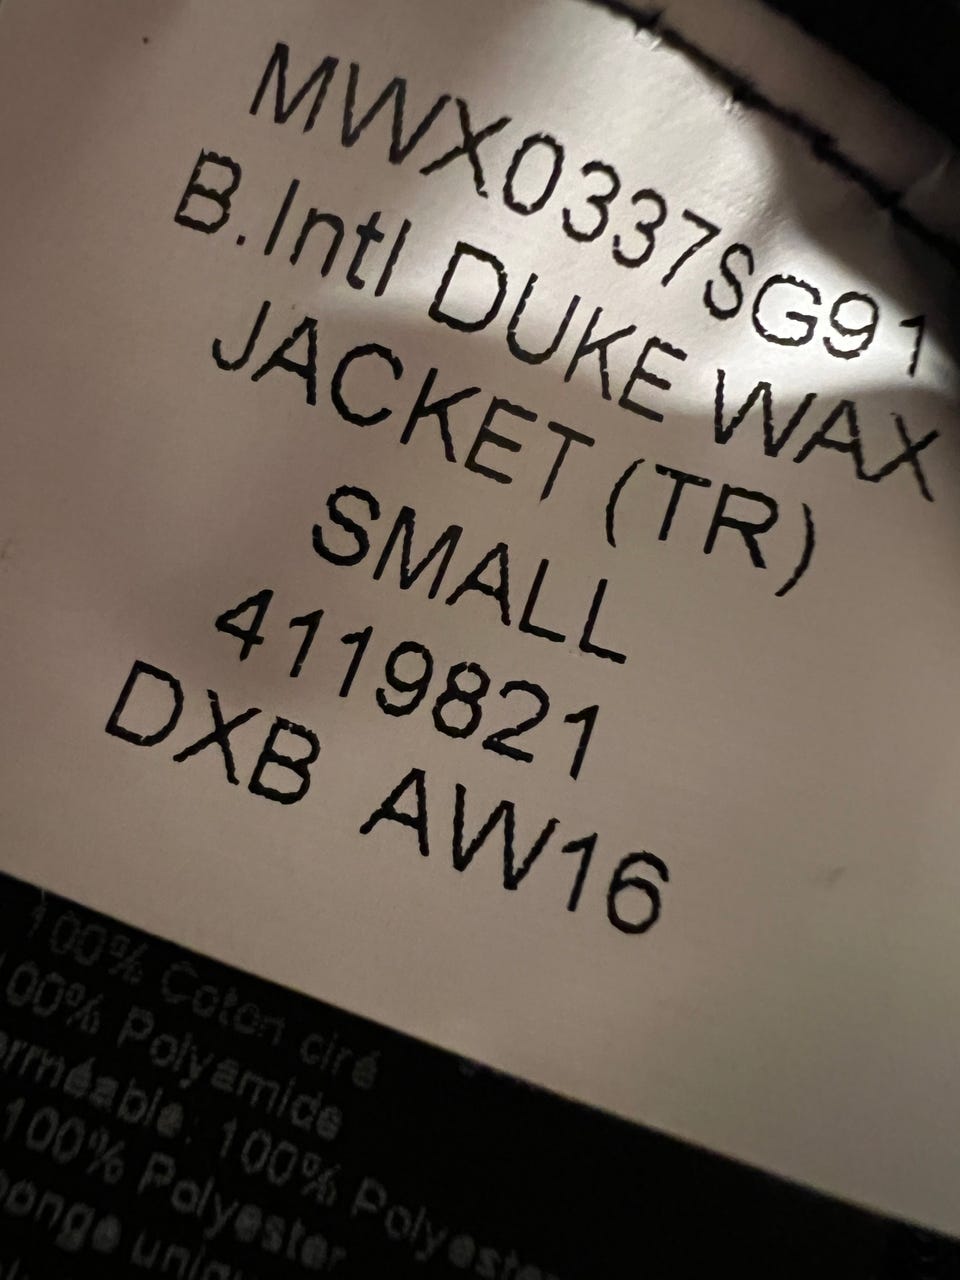 MWX0337SG91
B.Intl DUKE WAX
JACKET (TR)
SMALL
4119821
DXB AW16
100% Coton ciré
100% Polyamide
100% Polyester
100% Polyester